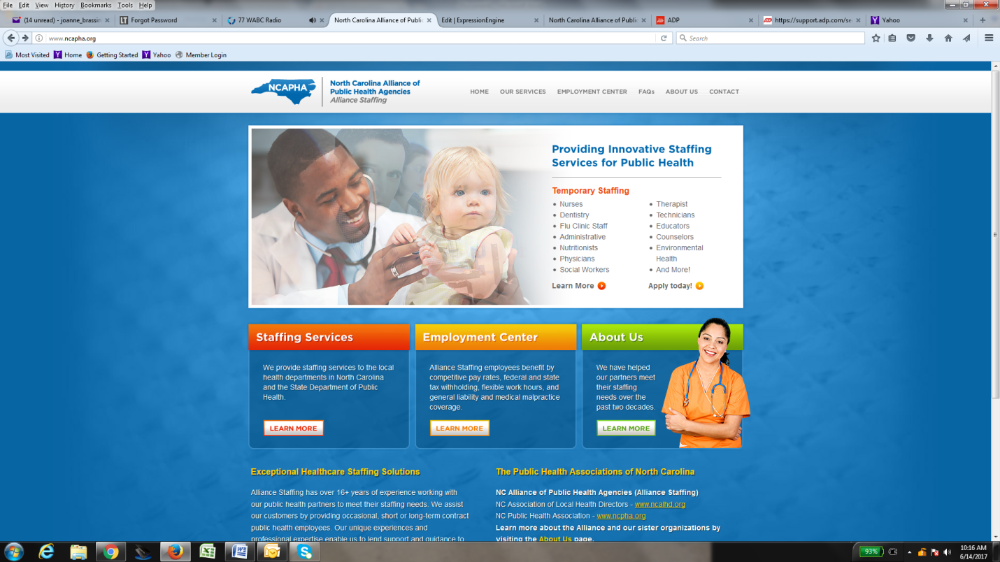 File Edit View History Bookmarks Tools Help
(14 unread) - joanne_brassin
Forgot Password
77 WABC Radio
North Carolina Alliance of Public
Edit | ExpressionEngine
North Carolina Alliance of Public
ADP
https://support.adp.com/se
Yahoo
www.ncapha.org
Search
Most Visited Home Getting Started Yahoo Member Login
NCAPHA
North Carolina Alliance of
Public Health Agencies
Alliance Staffing
HOME OUR SERVICES EMPLOYMENT CENTER FAQs ABOUT US CONTACT
Providing Innovative Staffing
Services for Public Health
Temporary Staffing
Nurses
Dentistry
Flu Clinic Staff
Administrative
Nutritionists
Physicians
Social Workers
Therapist
Technicians
Educators
Counselors
Environmental
Health
And More!
Learn More
Apply today!
Staffing Services
We provide staffing services to the local
health departments in North Carolina
and the State Department of Public
Health.
LEARN MORE
Employment Center
Alliance Staffing employees benefit by
competitive pay rates, federal and state
tax withholding, flexible work hours, and
general liability and medical malpractice
coverage.
LEARN MORE
About Us
We have helped
our partners meet
their staffing
needs over the
past two decades.
LEARN MORE
Exceptional Healthcare Staffing Solutions
Alliance Staffing has over 16+ years of experience working with
our public health partners to meet their staffing needs. We assist
our customers by providing occasional, short or long-term contract
public health employees. Our unique experiences and
professional expertise enable us to lend support and guidance to
The Public Health Associations of North Carolina
NC Alliance of Public Health Agencies (Alliance Staffing)
NC Association of Local Health Directors - www.ncalhd.org
NC Public Health Association - www.ncpha.org
Learn more about the Alliance and our sister organizations by
visiting the About Us page.
93%
10:16 AM
6/14/2017